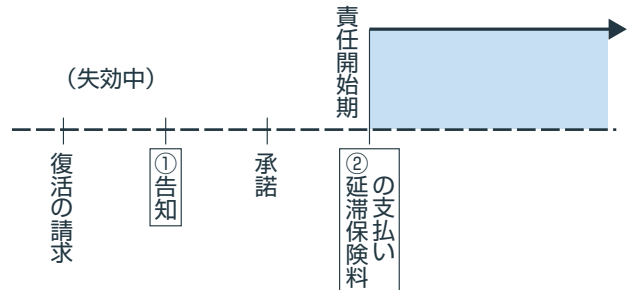 責任開始期
（失効中）
復活の請求
①告知
承諾
②延滞保険料
の支払い